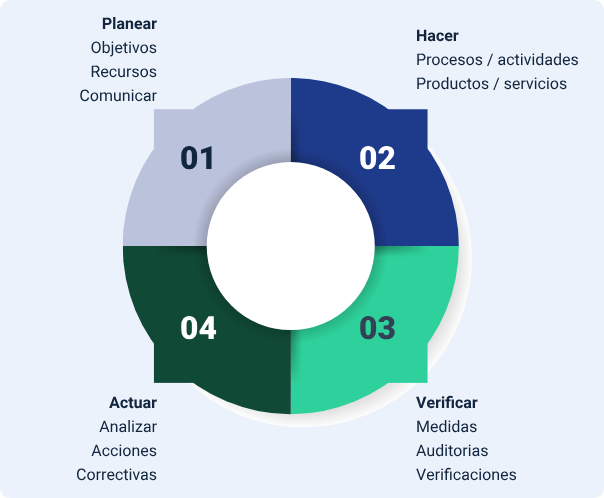 Planear
Objetivos
Recursos
Comunicar
01
Hacer
Procesos / actividades
Productos / servicios
02
03
Verificar
Medidas
Auditorias
Verificaciones
04
Actuar
Analizar
Acciones
Correctivas